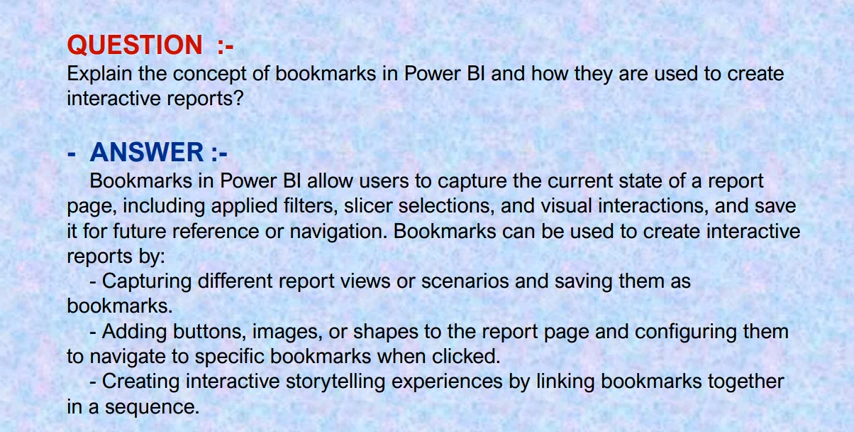 QUESTION :-
Explain the concept of bookmarks in Power BI and how they are used to create
interactive reports?
- ANSWER :-
Bookmarks in Power BI allow users to capture the current state of a report
page, including applied filters, slicer selections, and visual interactions, and save
it for future reference or navigation. Bookmarks can be used to create interactive
reports by:
- Capturing different report views or scenarios and saving them as
bookmarks.
- Adding buttons, images, or shapes to the report page and configuring them
to navigate to specific bookmarks when clicked.
- Creating interactive storytelling experiences by linking bookmarks together
in a sequence.